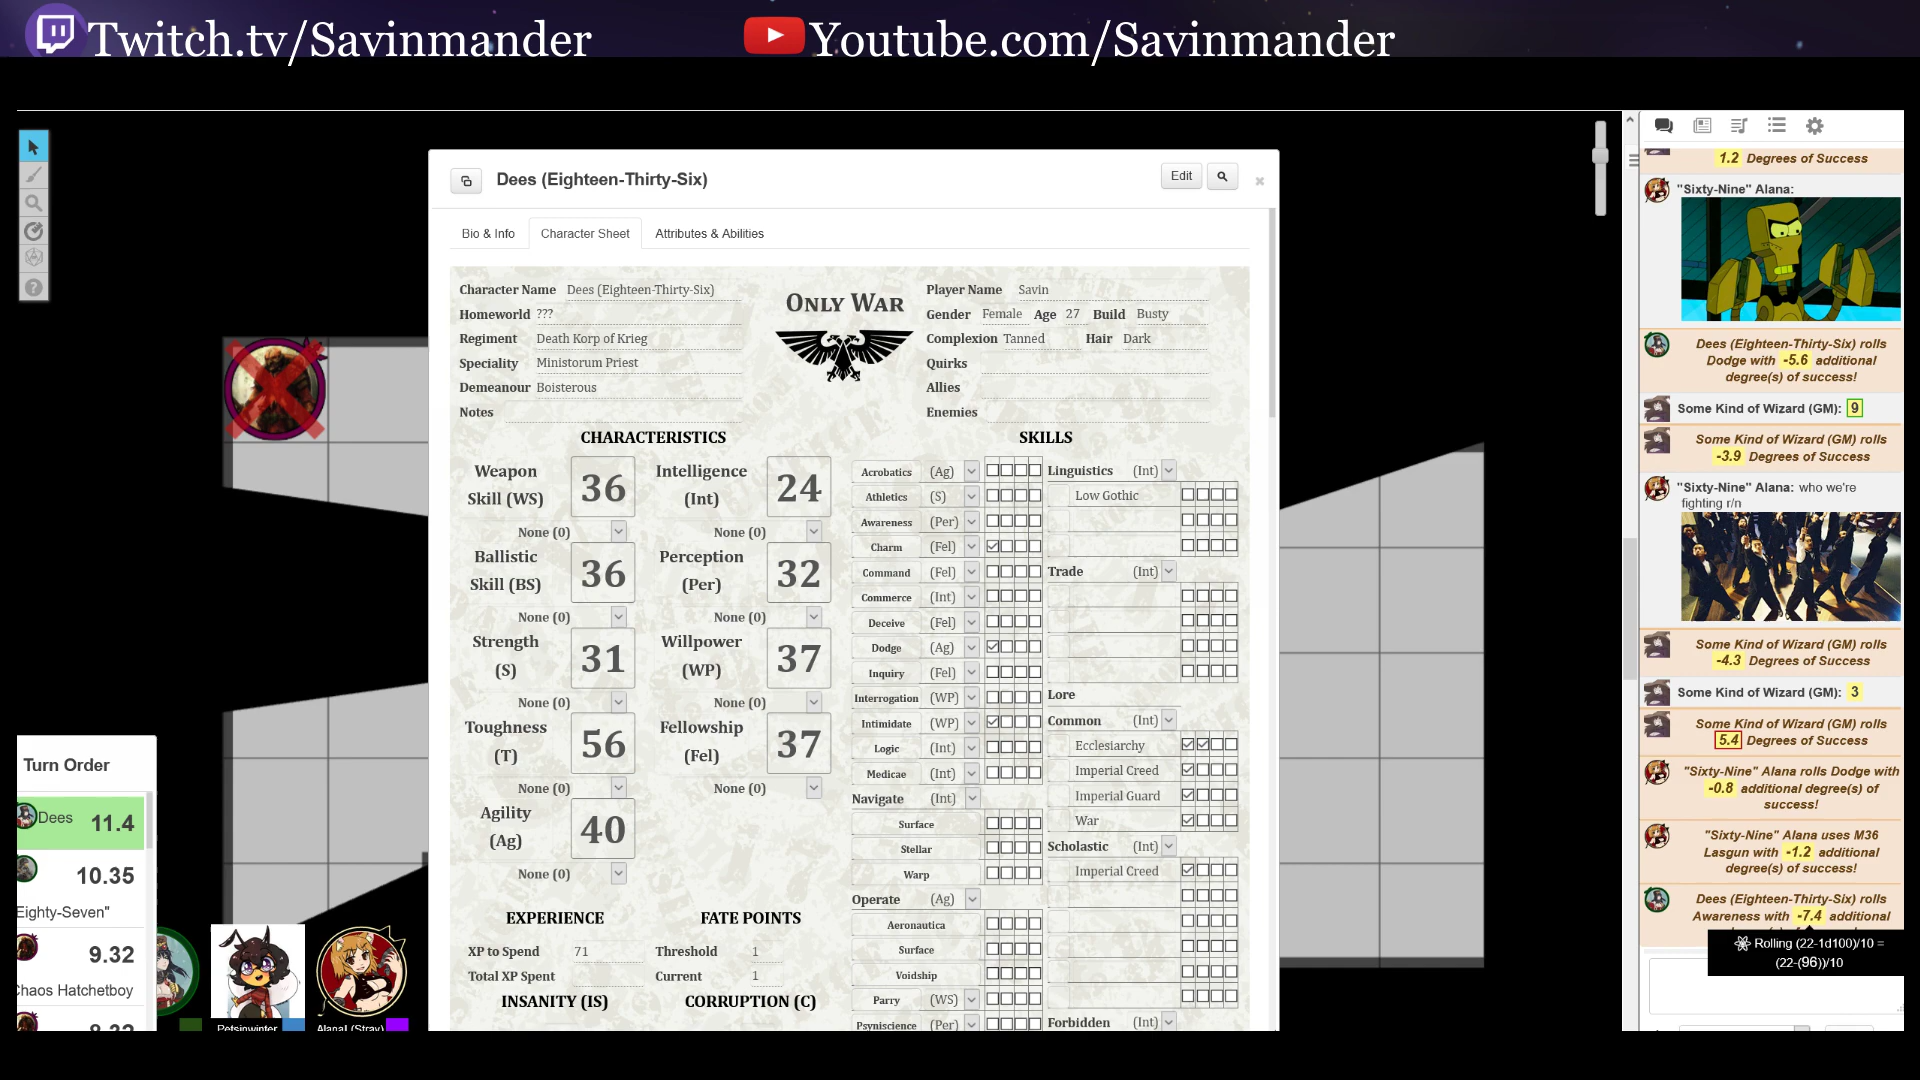 Twitch.tv/Savinmander
Youtube.com/Savinmander
Dees (Eighteen-Thirty-Six)
Edit
Bio & Info
Character Sheet
Attributes & Abilities
Character Name Dees (Eighteen-Thirty-Six)
Homeworld ???
Regiment Death Korp of Krieg
Speciality Ministorum Priest
Demeanour Boisterous
Notes
ONLY WAR
Player Name Savin
Gender Female Age 27 Build Busty
Complexion Tanned Hair Dark
Quirks
Allies
Enemies
CHARACTERISTICS
Weapon Skill (WS) 36
None (0)
Intelligence (Int) 24
None (0)
Ballistic Skill (BS) 36
None (0)
Perception (Per) 32
None (0)
Strength (S) 31
None (0)
Willpower (WP) 37
None (0)
Toughness (T) 56
None (0)
Fellowship (Fel) 37
None (0)
Agility (Ag) 40
None (0)
EXPERIENCE
XP to Spend 71
Total XP Spent
FATE POINTS
Threshold 1
Current 1
INSANITY (IS)
CORRUPTION (C)
SKILLS
Acrobatics (Ag)
Athletics (S)
Awareness (Per)
Charm (Fel)
Command (Fel)
Commerce (Int)
Deceive (Fel)
Dodge (Ag)
Inquiry (Fel)
Interrogation (WP)
Intimidate (WP)
Logic (Int)
Medicae (Int)
Navigate (Int)
Surface
Stellar
Warp
Operate (Ag)
Aeronautica
Surface
Voidship
Parry (WS)
Psyniscience (Per)
Linguistics (Int)
Low Gothic
Trade (Int)
Lore
Common (Int)
Ecclesiarchy
Imperial Creed
Imperial Guard
War
Scholastic (Int)
Imperial Creed
Forbidden (Int)
Turn Order
Dees 11.4
10.35
Eighty-Seven"
9.32
Chaos Hatchetboy
Petsinwinter
AlanaL(Stray)
1.2 Degrees of Success
"Sixty-Nine" Alana:
Dees (Eighteen-Thirty-Six) rolls
Dodge with -5.6 additional
degree(s) of success!
Some Kind of Wizard (GM): 9
Some Kind of Wizard (GM) rolls
-3.9 Degrees of Success
"Sixty-Nine" Alana: who we're
fighting r/n
Some Kind of Wizard (GM) rolls
-4.3 Degrees of Success
Some Kind of Wizard (GM): 3
Some Kind of Wizard (GM) rolls
5.4 Degrees of Success
"Sixty-Nine" Alana rolls Dodge with
-0.8 additional degree(s) of
success!
"Sixty-Nine" Alana uses M36
Lasgun with -1.2 additional
degree(s) of success!
Dees (Eighteen-Thirty-Six) rolls
Awareness with -7.4 additional
Rolling (22-1d100)/10 =
(22-(96))/10